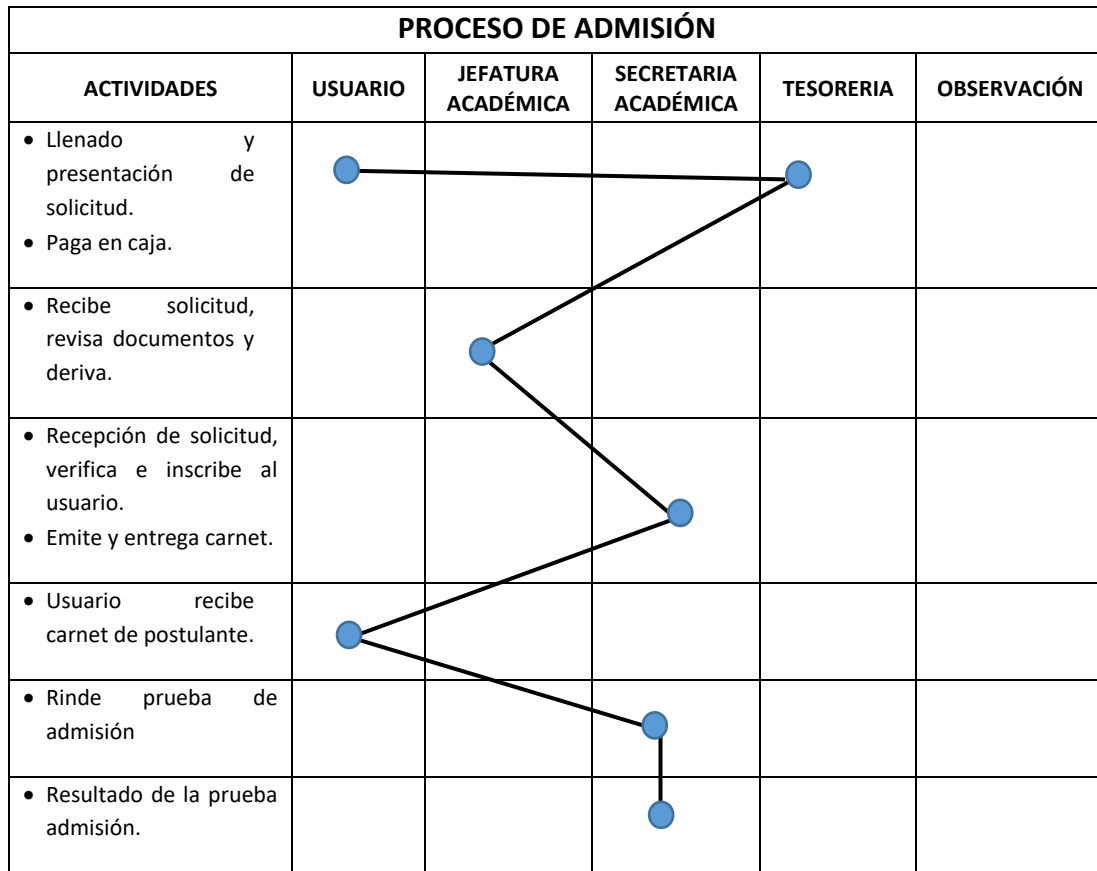 PROCESO DE ADMISIÓN
ACTIVIDADES
USUARIO
JEFATURA
ACADÉMICA
SECRETARIA
ACADÉMICA
TESORERIA
OBSERVACIÓN
• Llenado y
presentación de
solicitud.
• Paga en caja.
• Recibe solicitud,
revisa documentos y
deriva.
• Recepción de solicitud,
verifica e inscribe al
usuario.
• Emite y entrega carnet.
• Usuario recibe
carnet de postulante.
• Rinde prueba de
admisión
• Resultado de la prueba
admisión.